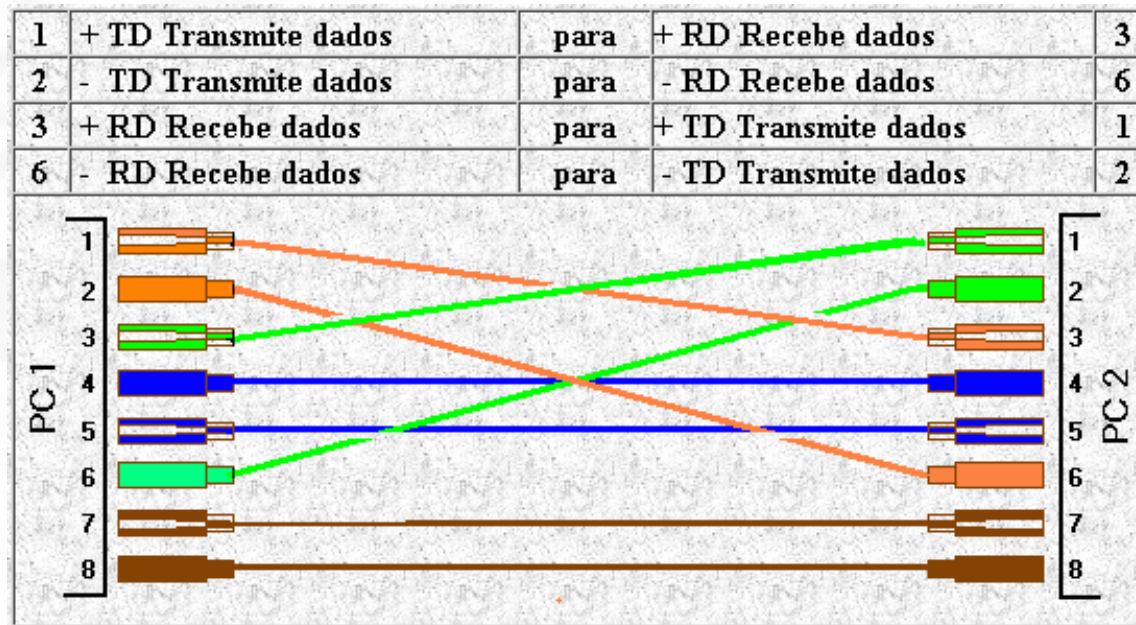 1 + TD Transmite dados para + RD Recebe dados 3
2 - TD Transmite dados para - RD Recebe dados 6
3 + RD Recebe dados para + TD Transmite dados 1
6 - RD Recebe dados para - TD Transmite dados 2
PC 1
1
2
3
4
5
6
7
8
1
2
3
4
5
6
7
8
PC 2